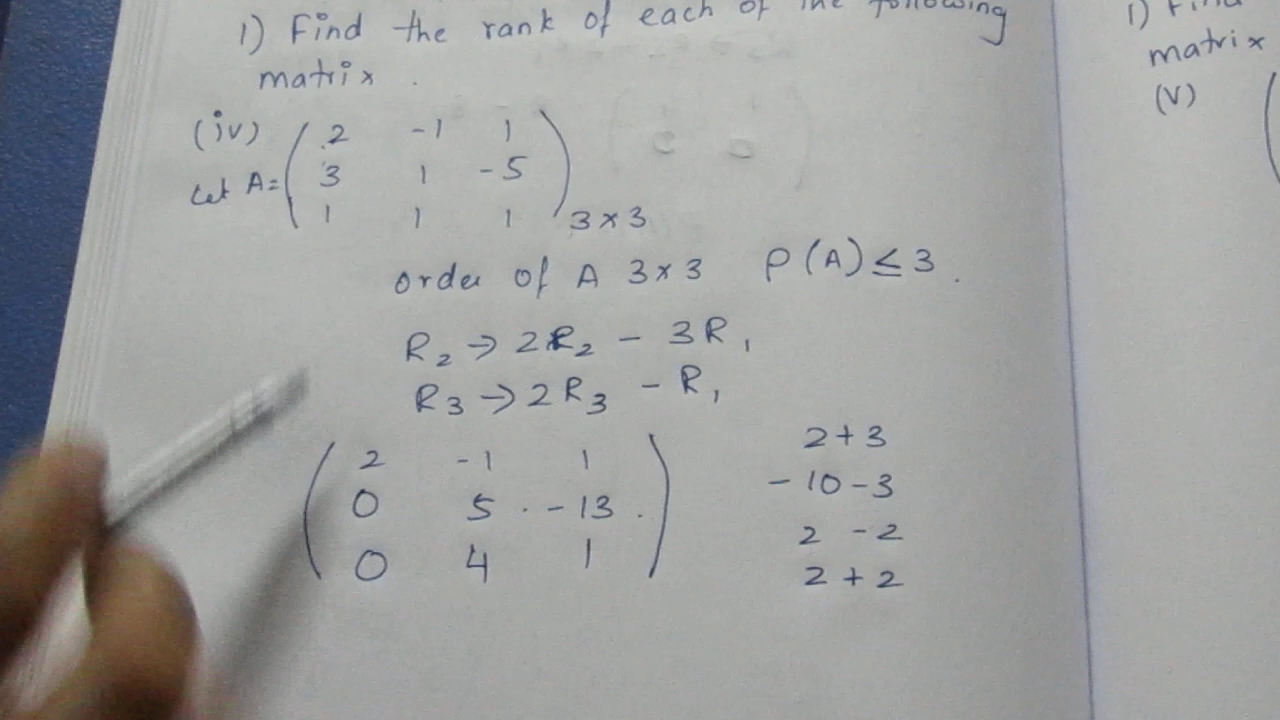 1) Find the rank of each of the following
matrix.
(iv)
Let A= ( 2 -1 1
3 1 -5
1 1 1 ) 3×3
order of A 3×3 ρ(A) ≤ 3.
R₂ → 2R₂ - 3R₁
R₃ → 2R₃ - R₁
( 2 -1 1
0 5 -13
0 4 1 )
2+3
-10-3
2 -2
2+2
1) Find
matrix
(V) (